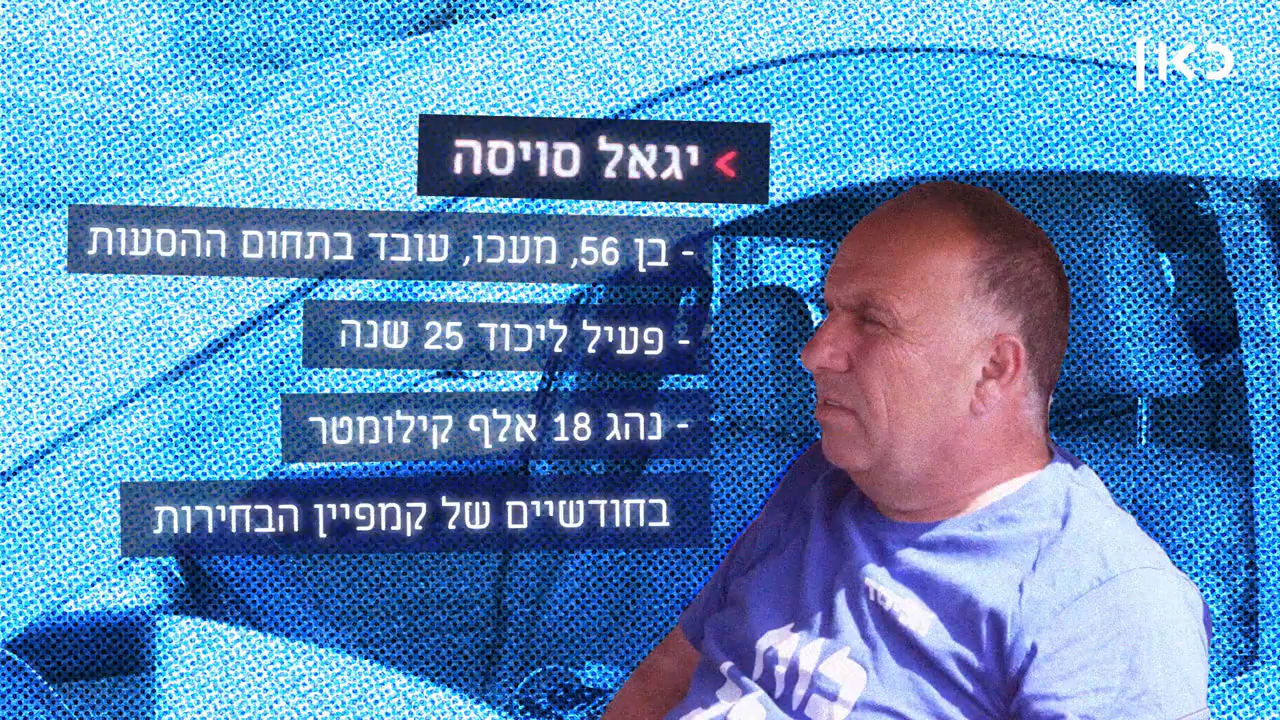 כאן
> יגאל סויסה
- בן 56, מעכו, עובד בתחום ההסעות
- פעיל ליכוד 25 שנה
- נהג 18 אלף קילומטר
בחודשיים של קמפיין הבחירות